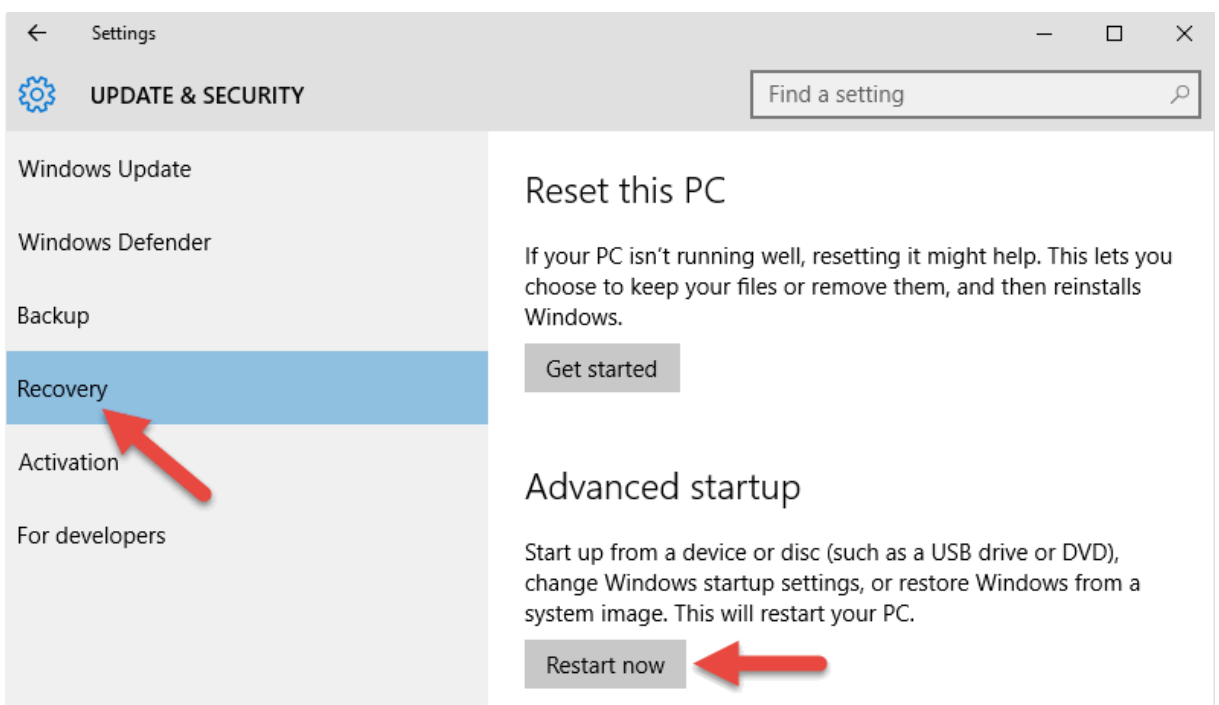 Settings
UPDATE & SECURITY
Find a setting
Windows Update
Windows Defender
Backup
Recovery
Activation
For developers
Reset this PC
If your PC isn’t running well, resetting it might help. This lets you
choose to keep your files or remove them, and then reinstalls
Windows.
Get started
Advanced startup
Start up from a device or disc (such as a USB drive or DVD),
change Windows startup settings, or restore Windows from a
system image. This will restart your PC.
Restart now